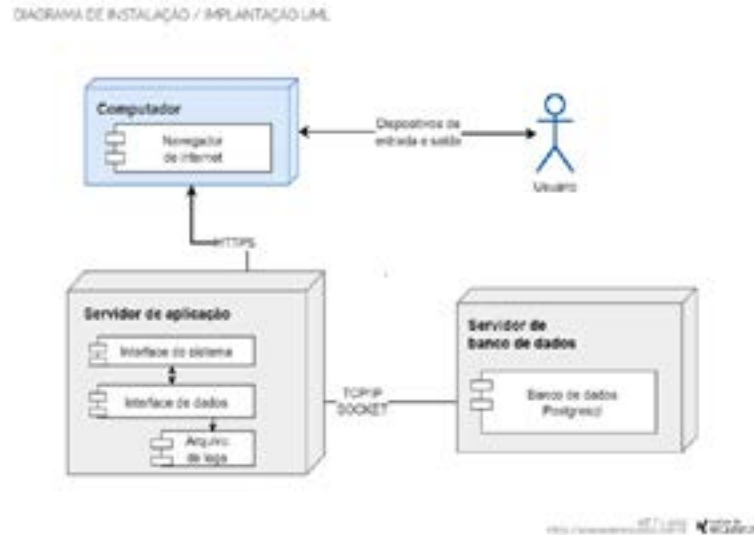 DIAGRAMA DE INSTALAÇÃO / IMPLANTAÇÃO UML
Computador
Navegador
de internet
Dispositivos de
entrada e saída
Usuário
HTTPS
Servidor de aplicação
Interface do sistema
Interface de dados
Arquivo
de logs
TCP/IP
SOCKET
Servidor de
banco de dados
Banco de dados
Postgresql